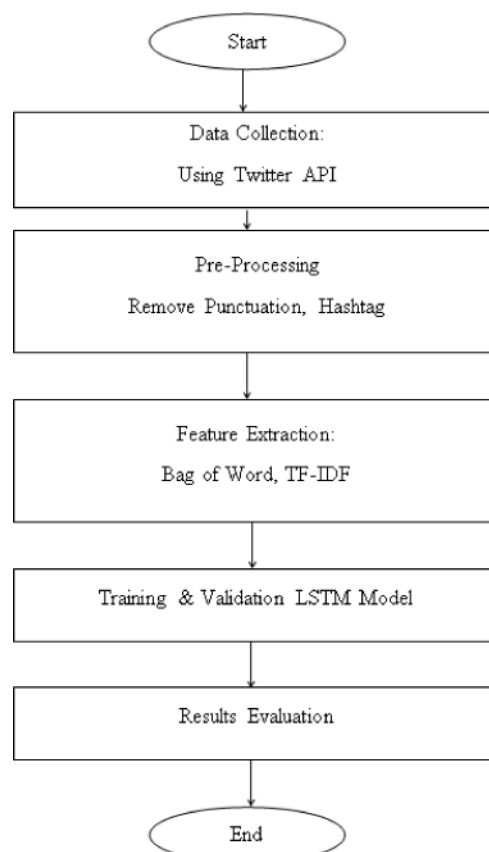 Start
Data Collection:
Using Twitter API
Pre-Processing
Remove Punctuation, Hashtag
Feature Extraction:
Bag of Word, TF-IDF
Training & Validation LSTM Model
Results Evaluation
End